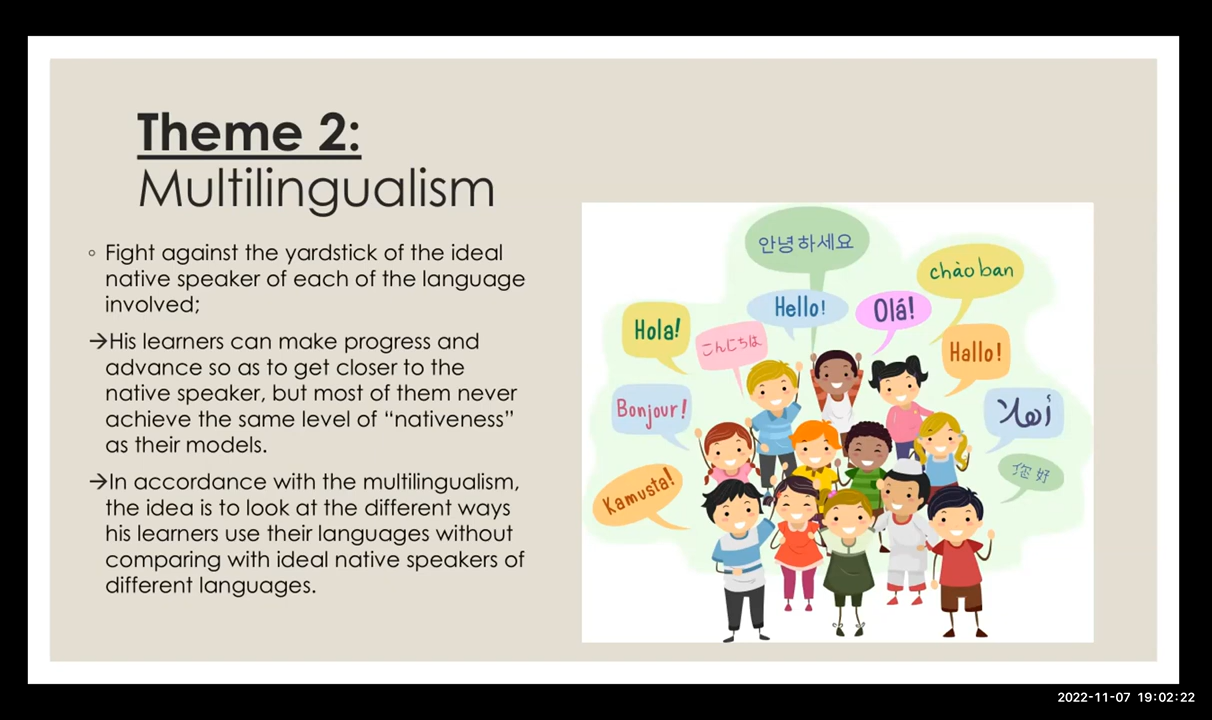 Theme 2:
Multilingualism
◦ Fight against the yardstick of the ideal
native speaker of each of the language
involved;
→His learners can make progress and
advance so as to get closer to the
native speaker, but most of them never
achieve the same level of “nativeness”
as their models.
→In accordance with the multilingualism,
the idea is to look at the different ways
his learners use their languages without
comparing with ideal native speakers of
different languages.
안녕하세요
chào ban
Hello!
Olá!
Hola!
こんにちは
Hallo!
Bonjour!
أهلا
您好
Kamusta!
2022-11-07 19:02:22